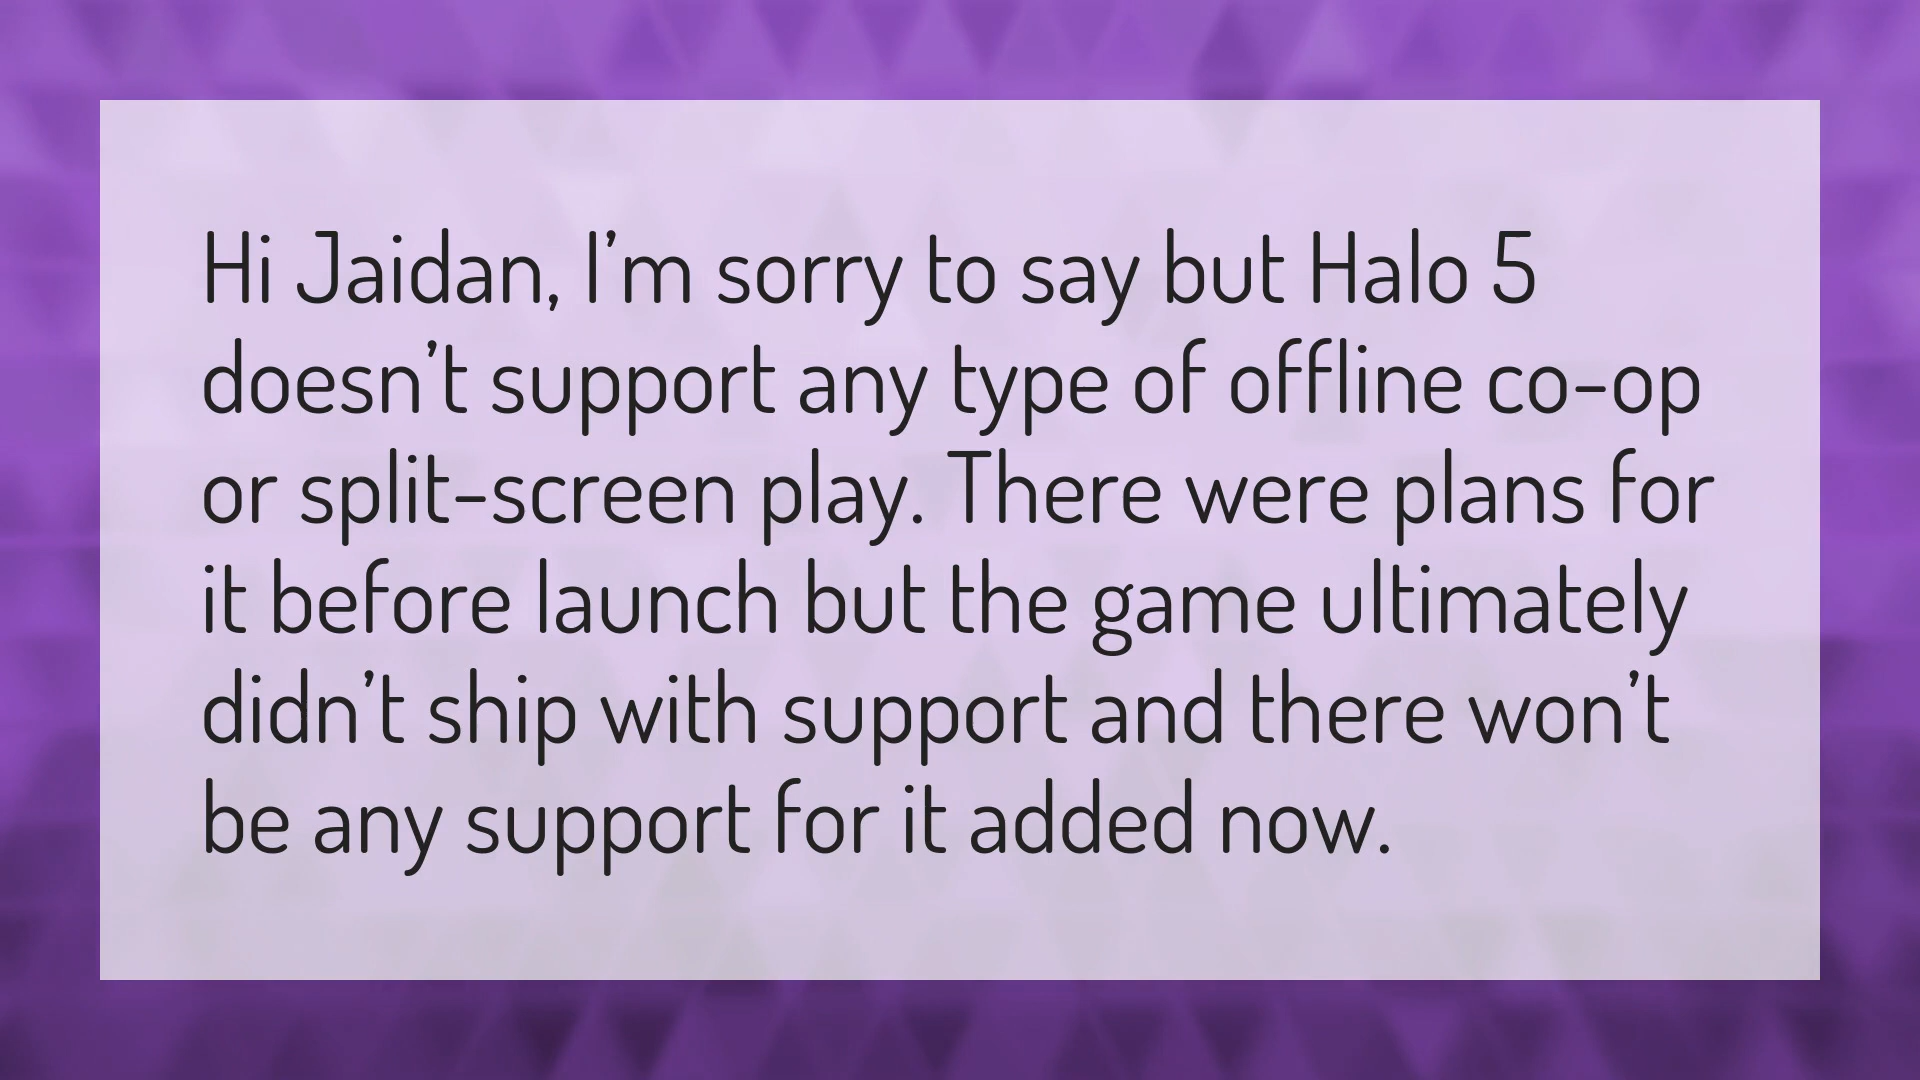 Hi Jaidan, I’m sorry to say but Halo 5
doesn’t support any type of offline co-op
or split-screen play. There were plans for
it before launch but the game ultimately
didn’t ship with support and there won’t
be any support for it added now.